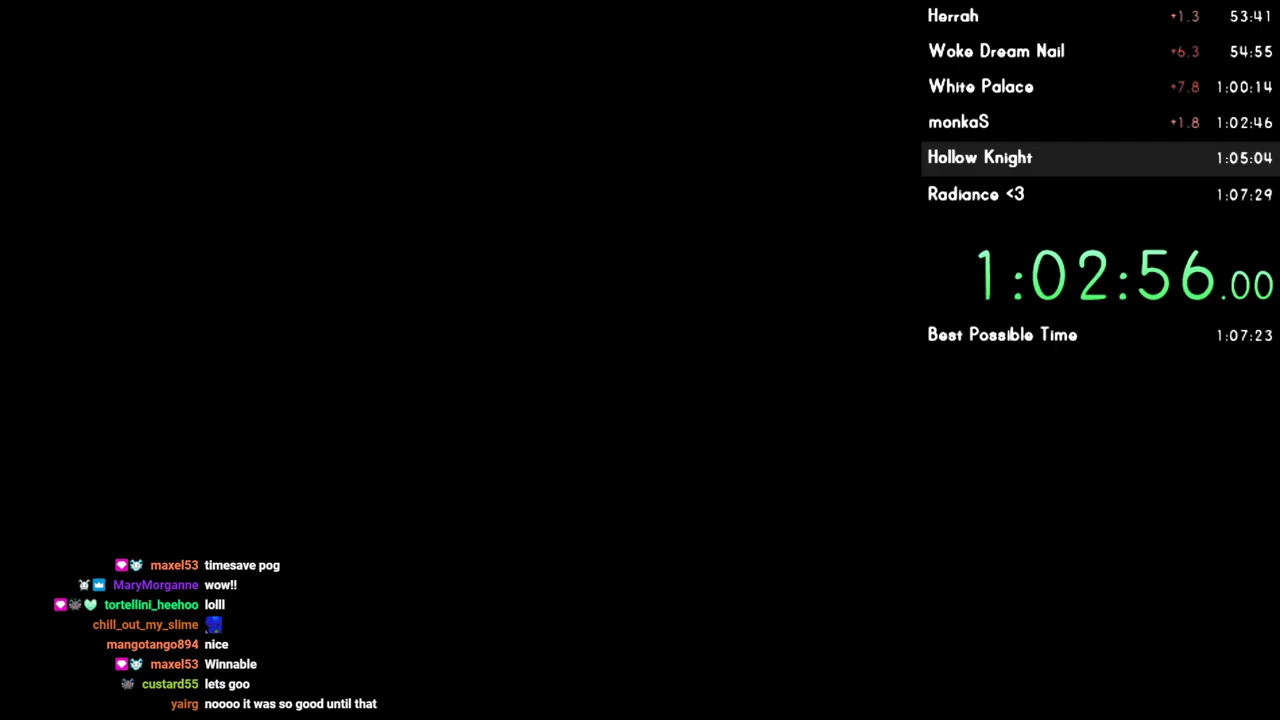 Herrah +1.3 53:41
Woke Dream Nail +6.3 54:55
White Palace +7.8 1:00:14
monkaS +1.8 1:02:46
Hollow Knight 1:05:04
Radiance <3 1:07:29
1:02:56.00
Best Possible Time 1:07:23
maxel53 timesave pog
MaryMorganne wow!!
tortellini_heehoo lolll
chill_out_my_slime
mangotango894 nice
maxel53 Winnable
custard55 lets goo
yairg noooo it was so good until that